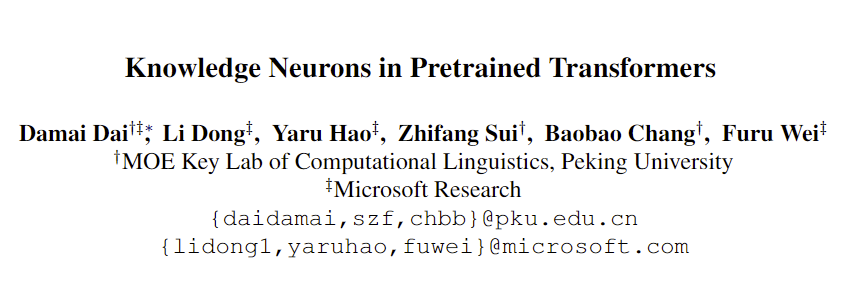 Knowledge Neurons in Pretrained Transformers
Damai Dai†‡*, Li Dong‡, Yaru Hao‡, Zhifang Sui†, Baobao Chang†, Furu Wei‡
†MOE Key Lab of Computational Linguistics, Peking University
‡Microsoft Research
{daidamai,szf,chbb}@pku.edu.cn
{lidong1,yaruhao,fuwei}@microsoft.com